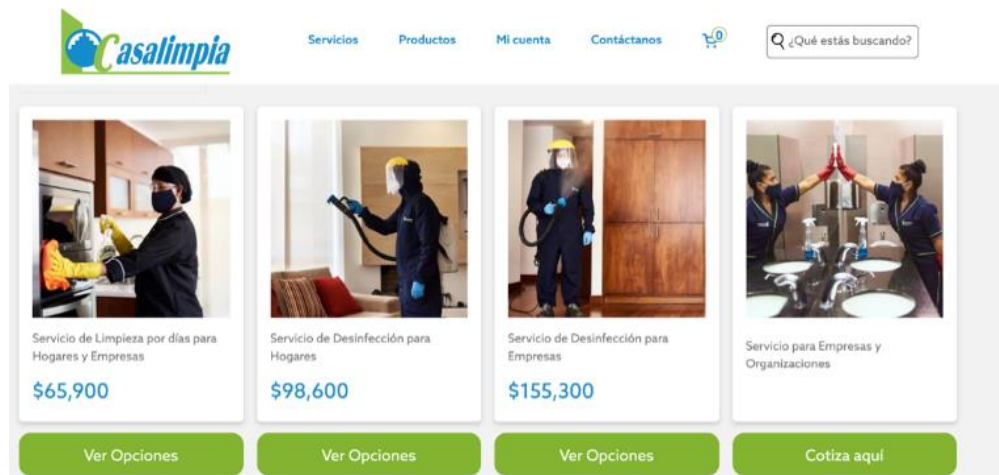 Casalimpia
Servicios
Productos
Mi cuenta
Contáctanos
0
¿Qué estás buscando?
Servicio de Limpieza por días para
Hogares y Empresas
$65,900
Ver Opciones
Servicio de Desinfección para
Hogares
$98,600
Ver Opciones
Servicio de Desinfección para
Empresas
$155,300
Ver Opciones
Servicio para Empresas y
Organizaciones
Cotiza aquí